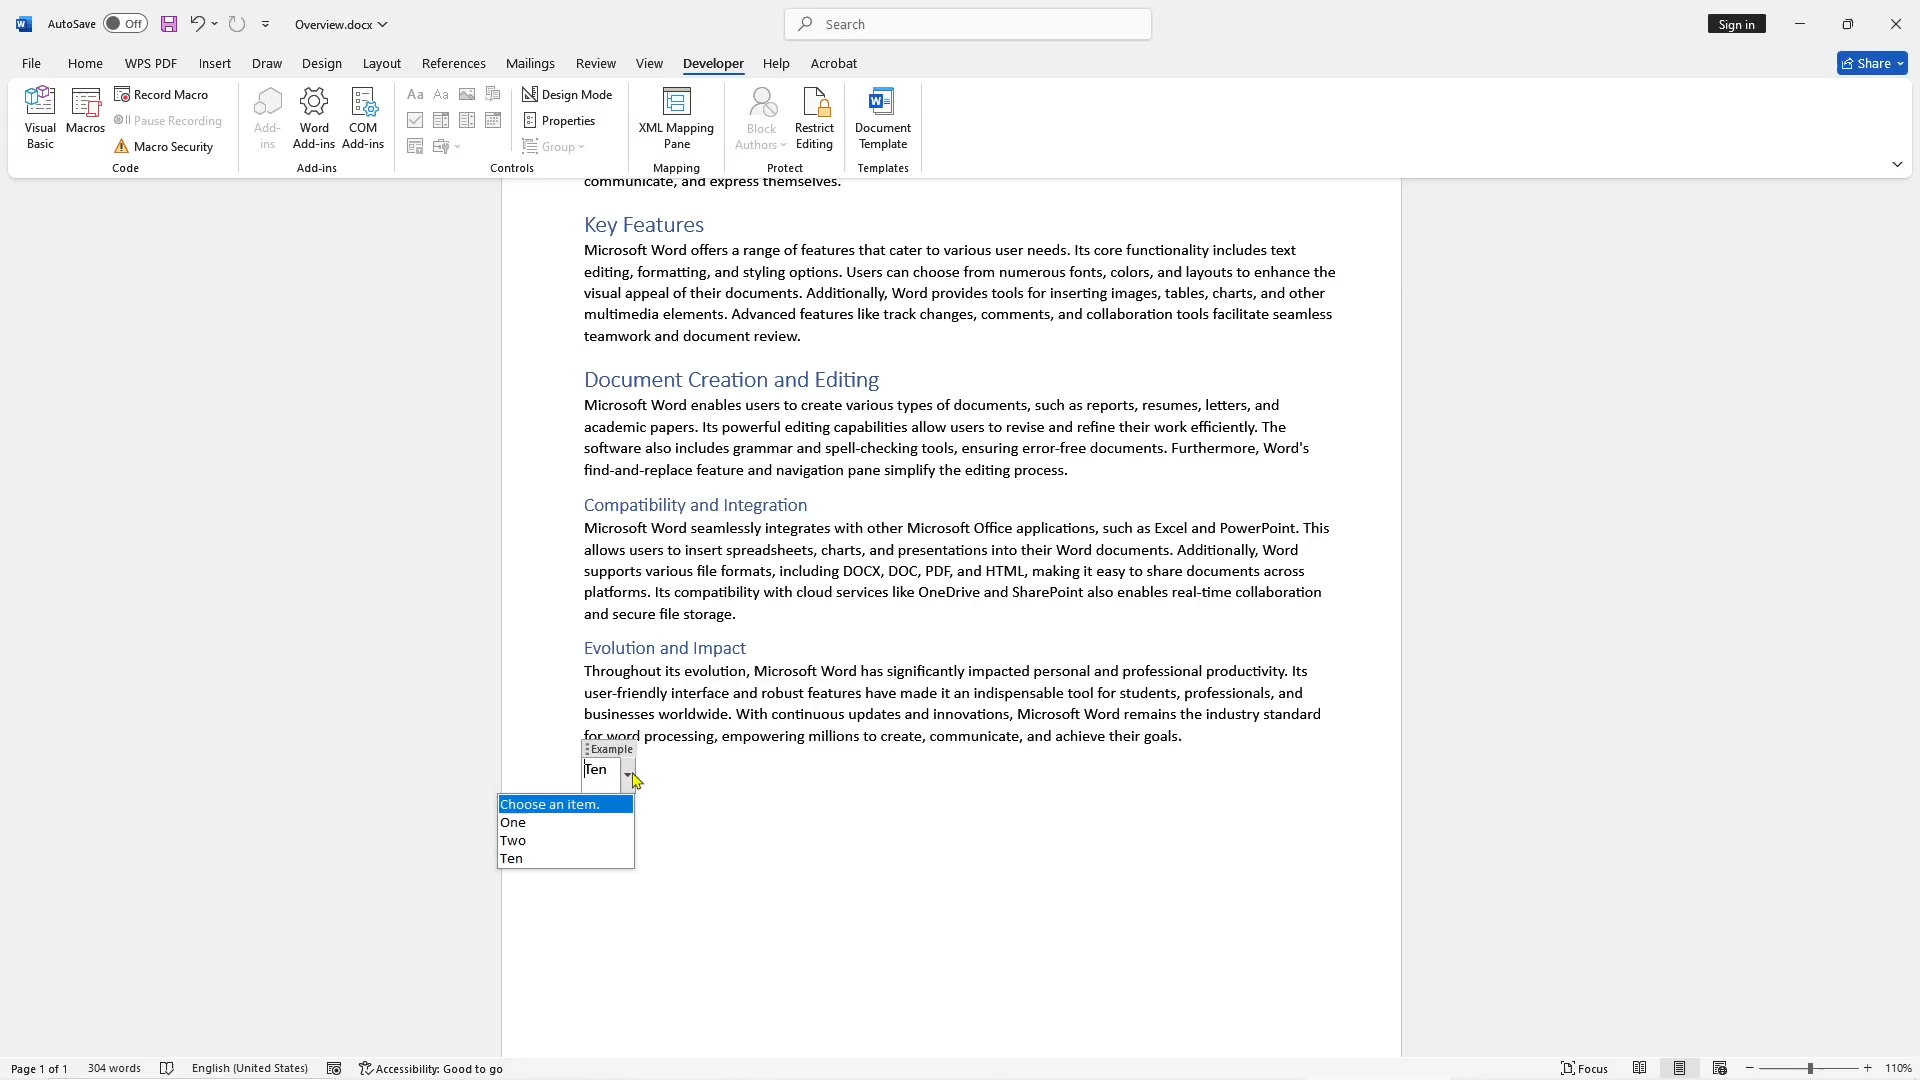 AutoSave Off Overview.docx Search Sign in
File Home WPS PDF Insert Draw Design Layout References Mailings Review View Developer Help Acrobat Share
Visual Basic
Macros
Record Macro
Pause Recording
Macro Security
Code
Add-ins
Word Add-ins
COM Add-ins
Add-ins
Aa Aa
Design Mode
Properties
Group
Controls
XML Mapping Pane
Mapping
Block Authors
Restrict Editing
Protect
Document Template
Templates
communicate, and express themselves.
Key Features
Microsoft Word offers a range of features that cater to various user needs. Its core functionality includes text
editing, formatting, and styling options. Users can choose from numerous fonts, colors, and layouts to enhance the
visual appeal of their documents. Additionally, Word provides tools for inserting images, tables, charts, and other
multimedia elements. Advanced features like track changes, comments, and collaboration tools facilitate seamless
teamwork and document review.
Document Creation and Editing
Microsoft Word enables users to create various types of documents, such as reports, resumes, letters, and
academic papers. Its powerful editing capabilities allow users to revise and refine their work efficiently. The
software also includes grammar and spell-checking tools, ensuring error-free documents. Furthermore, Word's
find-and-replace feature and navigation pane simplify the editing process.
Compatibility and Integration
Microsoft Word seamlessly integrates with other Microsoft Office applications, such as Excel and PowerPoint. This
allows users to insert spreadsheets, charts, and presentations into their Word documents. Additionally, Word
supports various file formats, including DOCX, DOC, PDF, and HTML, making it easy to share documents across
platforms. Its compatibility with cloud services like OneDrive and SharePoint also enables real-time collaboration
and secure file storage.
Evolution and Impact
Throughout its evolution, Microsoft Word has significantly impacted personal and professional productivity. Its
user-friendly interface and robust features have made it an indispensable tool for students, professionals, and
businesses worldwide. With continuous updates and innovations, Microsoft Word remains the industry standard
for word processing, empowering millions to create, communicate, and achieve their goals.
Example
Ten
Choose an item.
One
Two
Ten
Page 1 of 1 304 words English (United States) Accessibility: Good to go Focus 110%